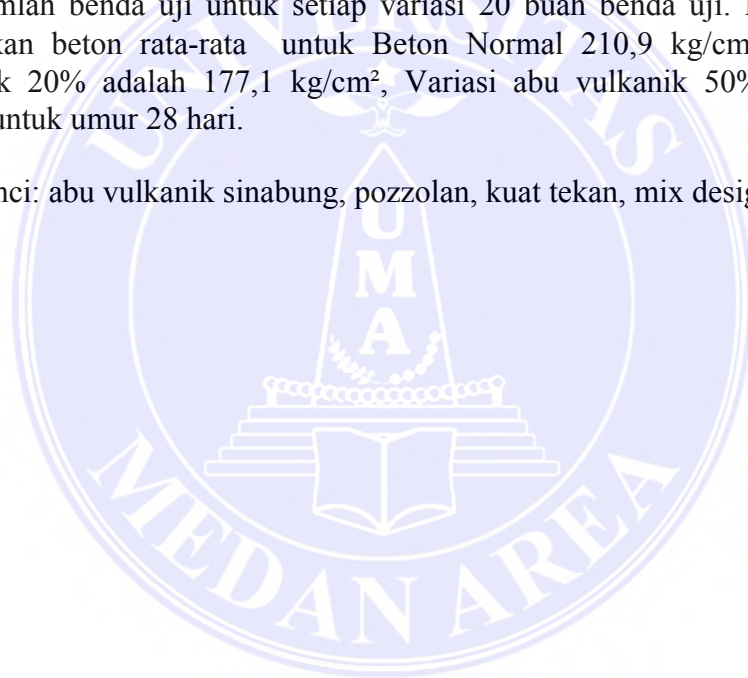 mlah benda uji untuk setiap variasi 20 buah benda uji.
kan beton rata-rata untuk Beton Normal 210,9 kg/cm
k 20% adalah 177,1 kg/cm², Variasi abu vulkanik 50%
untuk umur 28 hari.
nci: abu vulkanik sinabung, pozzolan, kuat tekan, mix desig
UNIVERSITAS
UMA
MEDAN AREA